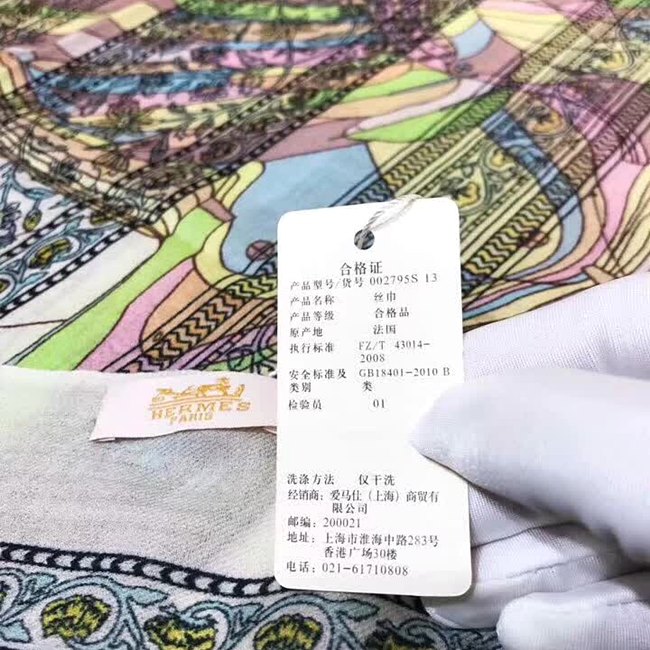 合格证
产品型号/货号 002795S 13
产品名称 丝巾
产品等级 合格品
原产地 法国
执行标准 FZ/T 43014-
2008
安全标准及 GB18401-2010 B
类别 类
检验员 01
洗涤方法 仅干洗
经销商: 爱马仕（上海）商贸有
限公司
邮编: 200021
地址: 上海市淮海中路283号
香港广场30楼
电话: 021-61710808
HERMES
PARIS